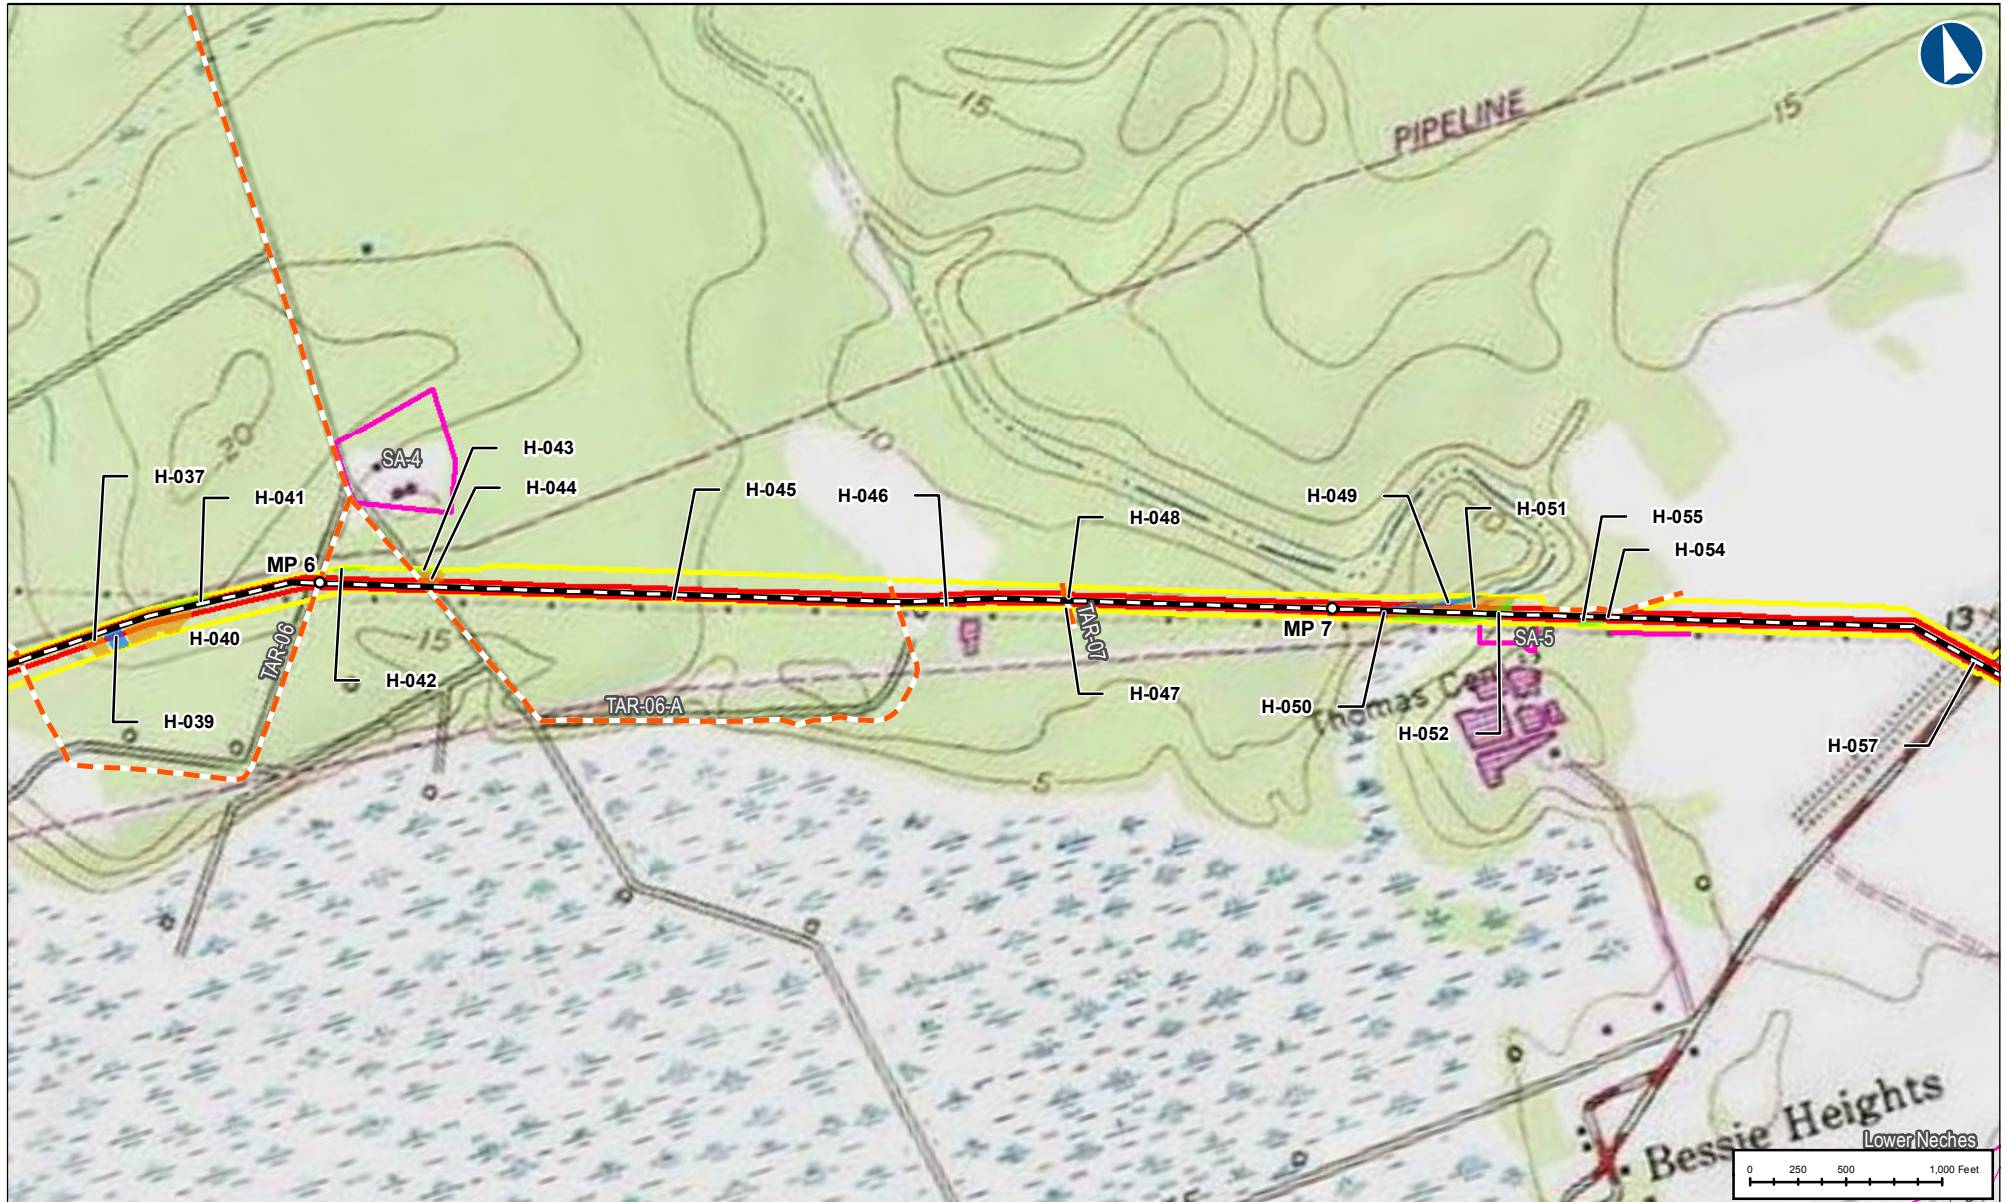 15
15
PIPELINE
20
SA-4
H-043
H-037
H-044
H-041
H-045
H-046
10
H-049
H-051
H-048
H-055
H-054
MP 6
H-040
TAR-06
15
H-042
H-039
TAR-06-A
TAR-07
H-047
MP 7
SA-5
13
H-050
Thomas Cem
H-052
H-057
5
Bessie Heights
Lower Neches
0 250 500 1,000 Feet